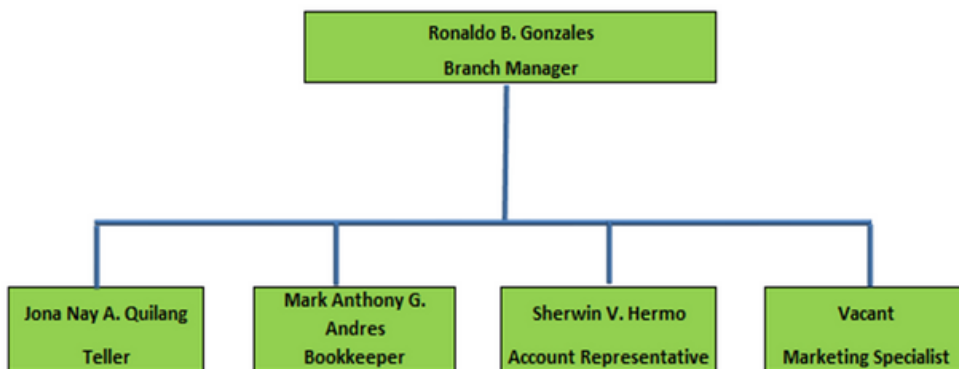 Ronaldo B. Gonzales
Branch Manager
Jona Nay A. Quilang
Teller
Mark Anthony G.
Andres
Bookkeeper
Sherwin V. Hermo
Account Representative
Vacant
Marketing Specialist